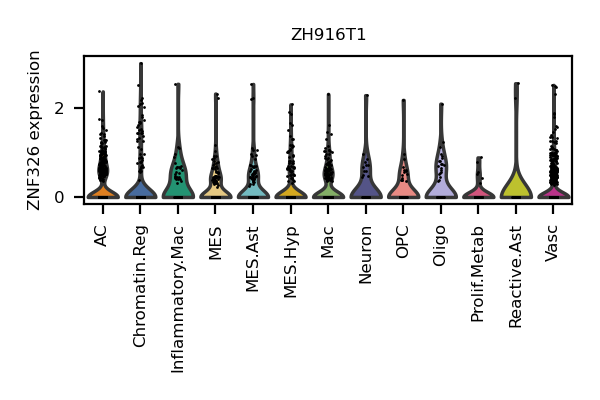 ZH916T1
ZNF326 expression
2
0
AC
Chromatin.Reg
Inflammatory.Mac
MES
MES.Ast
MES.Hyp
Mac
Neuron
OPC
Oligo
Prolif.Metab
Reactive.Ast
Vasc